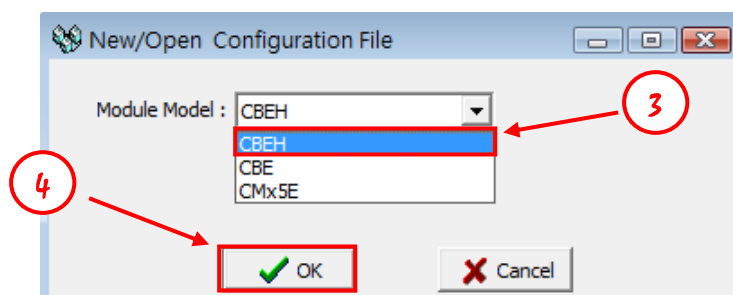 New/Open Configuration File
Module Model : CBEH
3
CBEH
CBE
CMx5E
4
OK
Cancel